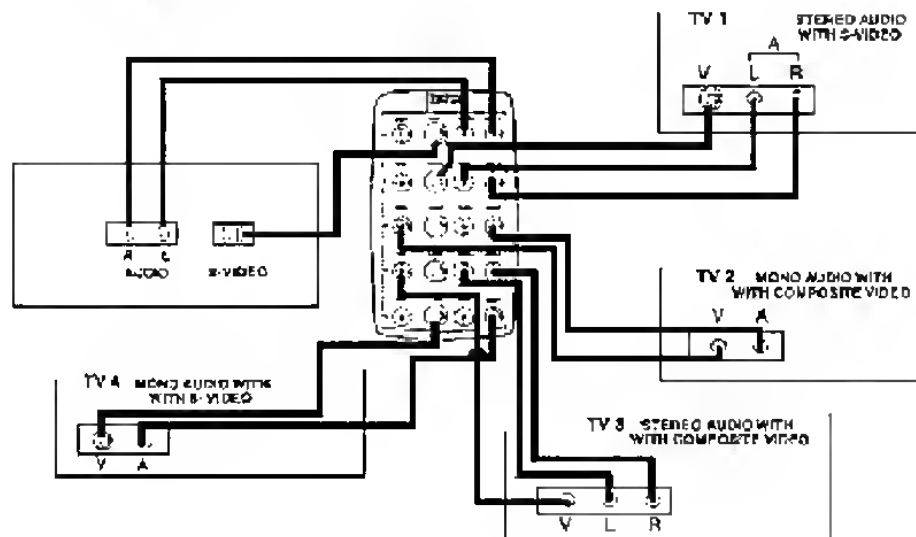 TV 1
STEREO AUDIO
WITH S-VIDEO
A
V L R
R L
AUDIO S-VIDEO
TV 2 MONO AUDIO WITH
WITH COMPOSITE VIDEO
V A
TV 4 MONO AUDIO WITH
WITH S-VIDEO
V A
TV 3 STEREO AUDIO WITH
WITH COMPOSITE VIDEO
V L R